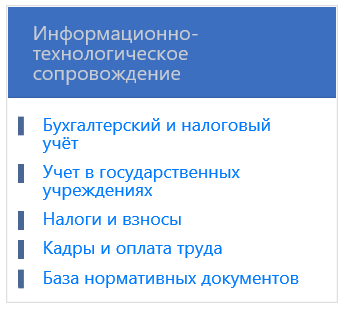 Информационно-
технологическое
сопровождение
Бухгалтерский и налоговый
учёт
Учет в государственных
учреждениях
Налоги и взносы
Кадры и оплата труда
База нормативных документов